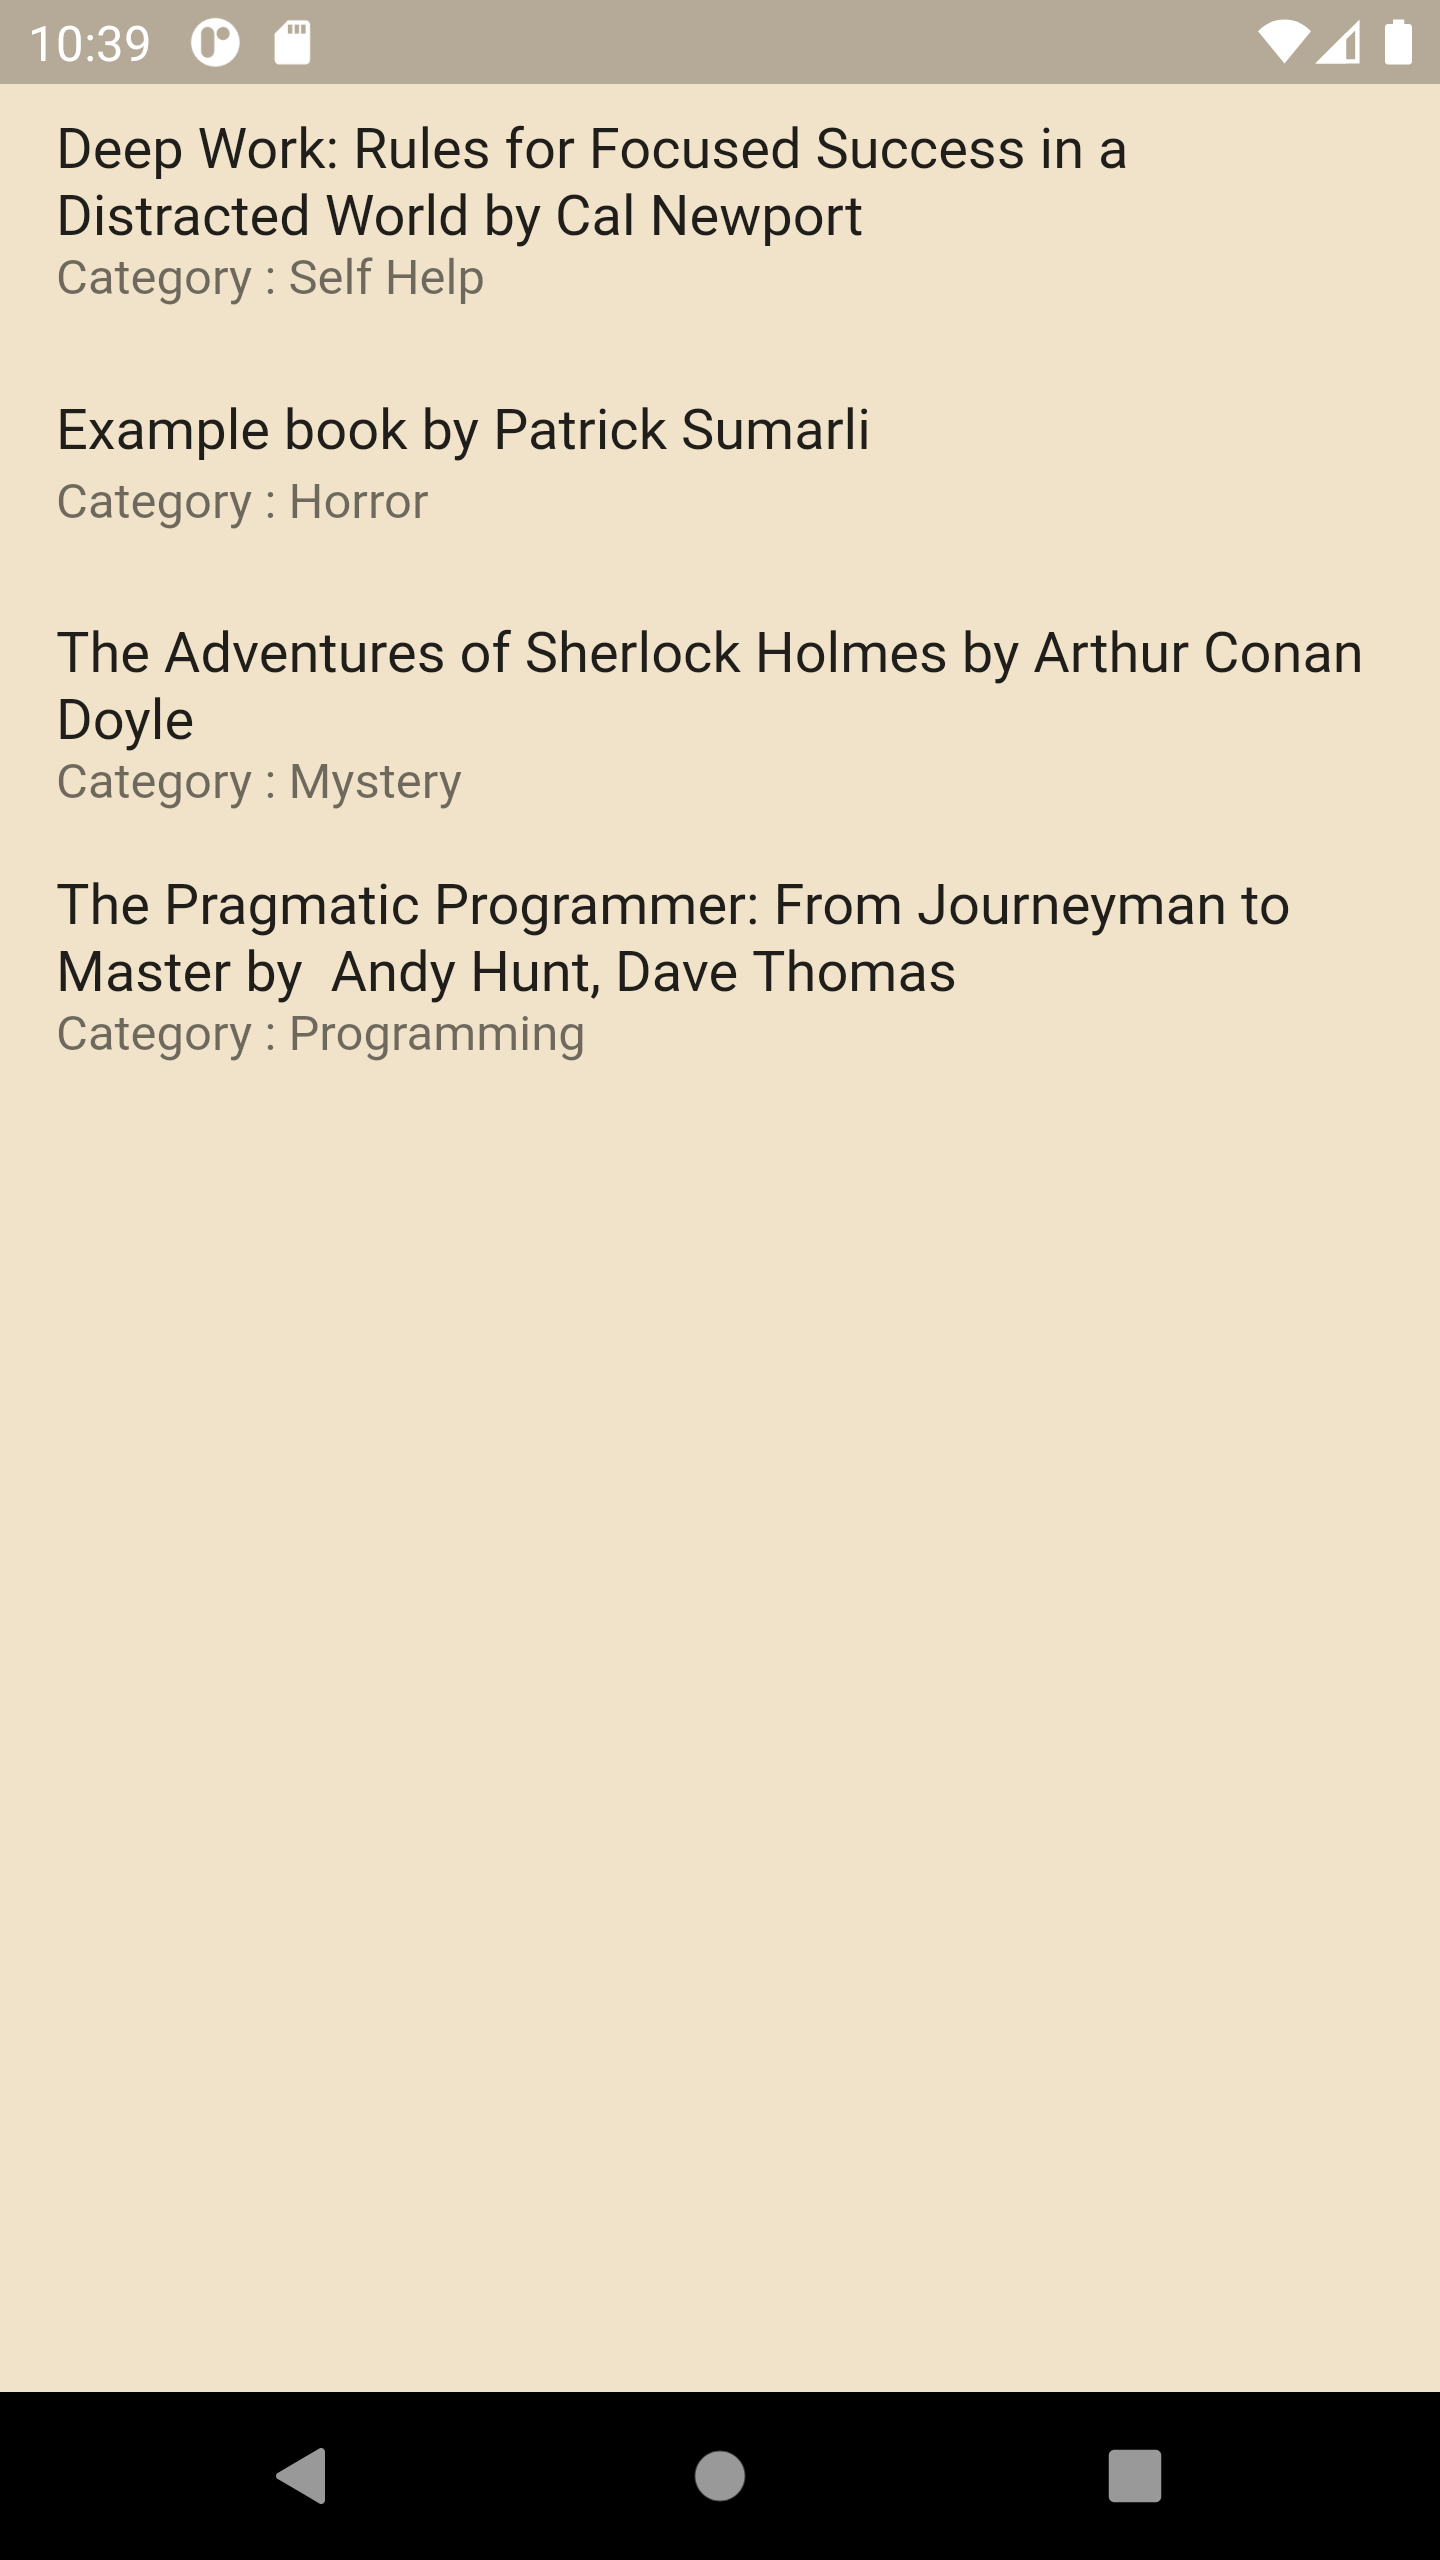 10:39
Deep Work: Rules for Focused Success in a
Distracted World by Cal Newport
Category : Self Help
Example book by Patrick Sumarli
Category : Horror
The Adventures of Sherlock Holmes by Arthur Conan
Doyle
Category : Mystery
The Pragmatic Programmer: From Journeyman to
Master by  Andy Hunt, Dave Thomas
Category : Programming